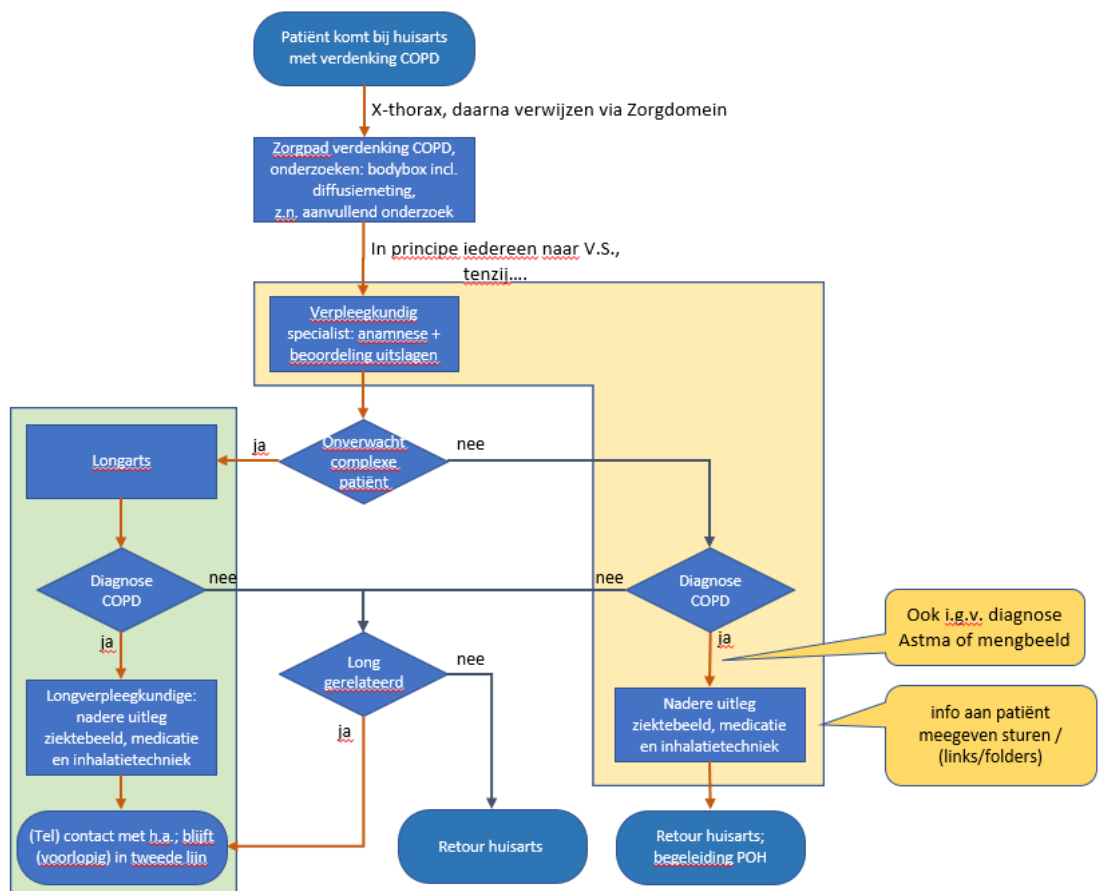 Patiënt komt bij huisarts
met verdenking COPD
X-thorax, daarna verwijzen via Zorgdomein
Zorgpad verdenking COPD,
onderzoeken: bodybox incl.
diffusiemeting,
z.n. aanvullend onderzoek
In principe iedereen naar V.S.,
tenzij....
Verpleegkundig
specialist: anamnese +
beoordeling uitslagen
Onverwacht
complexe
patiënt
ja
nee
Longarts
Diagnose
COPD
nee
ja
nee
Diagnose
COPD
ja
Ook i.g.v. diagnose
Astma of mengbeeld
Long
gerelateerd
nee
ja
Longverpleegkundige:
nadere uitleg
ziektebeeld, medicatie
en inhalatietechniek
Nadere uitleg
ziektebeeld, medicatie
en inhalatietechniek
info aan patiënt
meegeven sturen /
(links/folders)
(Tel) contact met h.a.; blijft
(voorlopig) in tweede lijn
Retour huisarts
Retour huisarts;
begeleiding POH